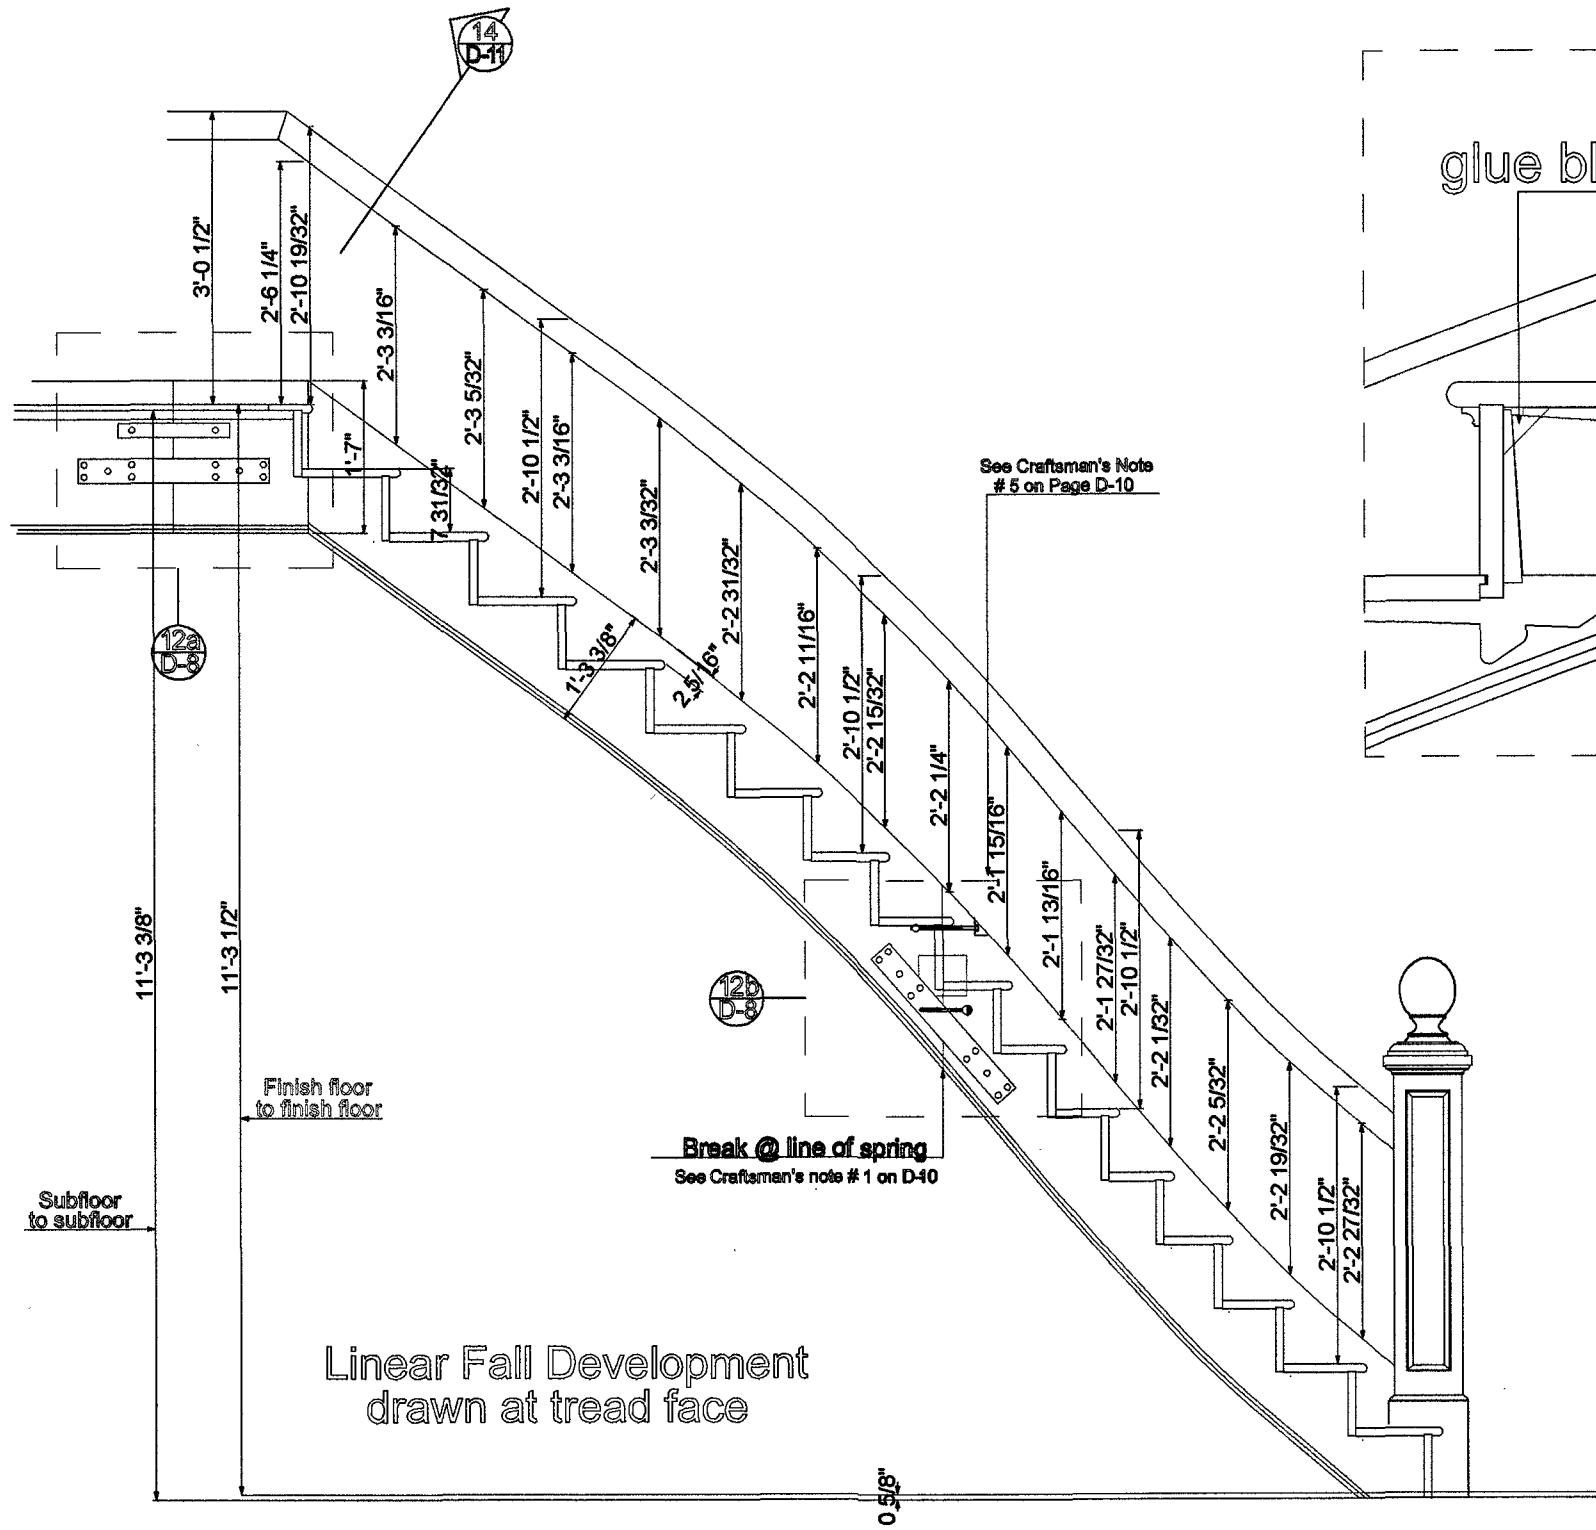 14
D-11
glue bl
3'-0 1/2"
2'-6 1/4"
2'-10 19/32"
2'-3 3/16"
2'-3 5/32"
2'-10 1/2"
2'-3 3/16"
2'-3 3/32"
2'-2 31/32"
2'-2 11/16"
2'-10 1/2"
2'-2 15/32"
2'-2 1/4"
2'-1 15/16"
2'-1 13/16"
2'-1 27/32"
2'-10 1/2"
2'-2 1/32"
2'-2 5/32"
2'-2 19/32"
2'-10 1/2"
2'-2 27/32"
1'-7"
7 31/32"
See Craftsman's Note
# 5 on Page D-10
12a
D-8
1'-3 3/8"
2 5/16"
11'-3 3/8"
11'-3 1/2"
12b
D-8
Finish floor
to finish floor
Break @ line of spring
See Craftsman's note # 1 on D-10
Subfloor
to subfloor
Linear Fall Development
drawn at tread face
0 5/8"